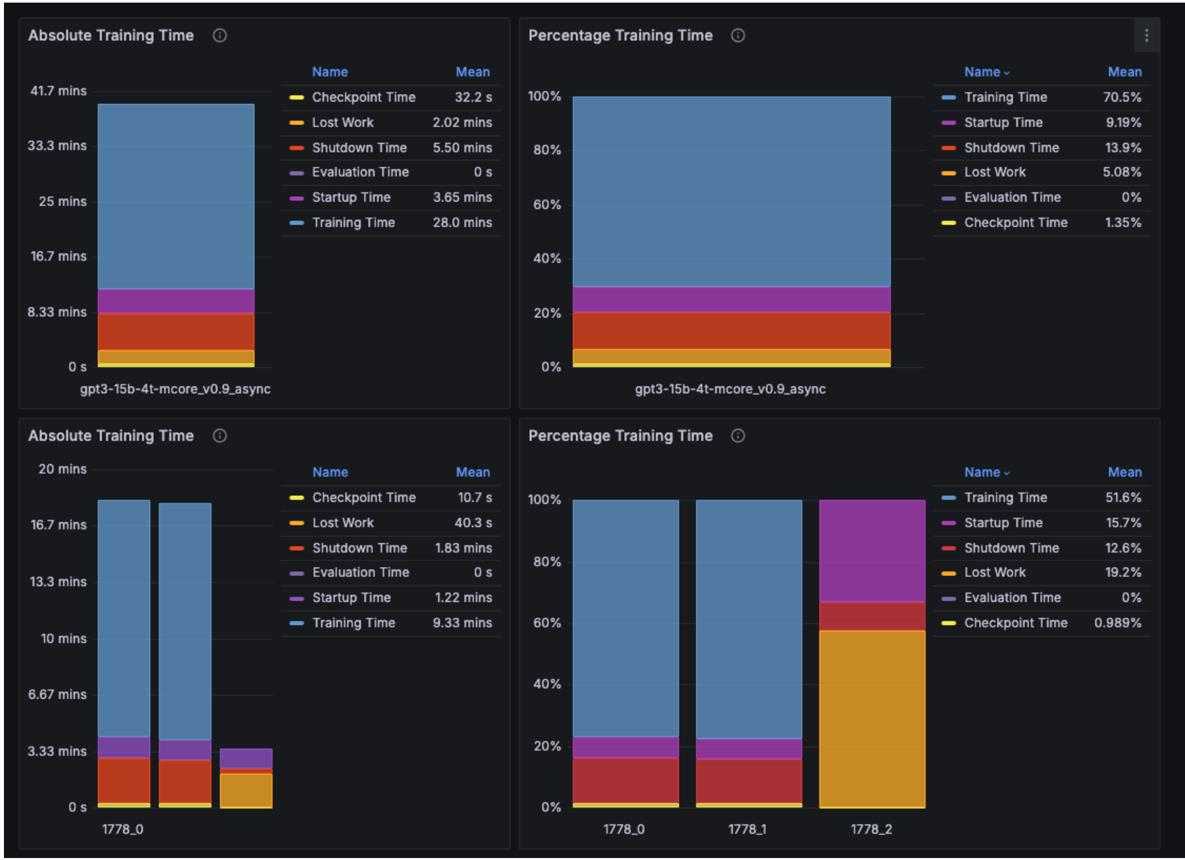 Absolute Training Time
Name Mean
41.7 mins
33.3 mins
25 mins
16.7 mins
8.33 mins
0 s
Checkpoint Time 32.2 s
Lost Work 2.02 mins
Shutdown Time 5.50 mins
Evaluation Time 0 s
Startup Time 3.65 mins
Training Time 28.0 mins
gpt3-15b-4t-mcore_v0.9_async
Percentage Training Time
Name Mean
100%
80%
60%
40%
20%
0%
Training Time 70.5%
Startup Time 9.19%
Shutdown Time 13.9%
Lost Work 5.08%
Evaluation Time 0%
Checkpoint Time 1.35%
gpt3-15b-4t-mcore_v0.9_async
Absolute Training Time
Name Mean
20 mins
16.7 mins
13.3 mins
10 mins
6.67 mins
3.33 mins
0 s
Checkpoint Time 10.7 s
Lost Work 40.3 s
Shutdown Time 1.83 mins
Evaluation Time 0 s
Startup Time 1.22 mins
Training Time 9.33 mins
1778_0
Percentage Training Time
Name Mean
100%
80%
60%
40%
20%
0%
Training Time 51.6%
Startup Time 15.7%
Shutdown Time 12.6%
Lost Work 19.2%
Evaluation Time 0%
Checkpoint Time 0.989%
1778_0 1778_1 1778_2